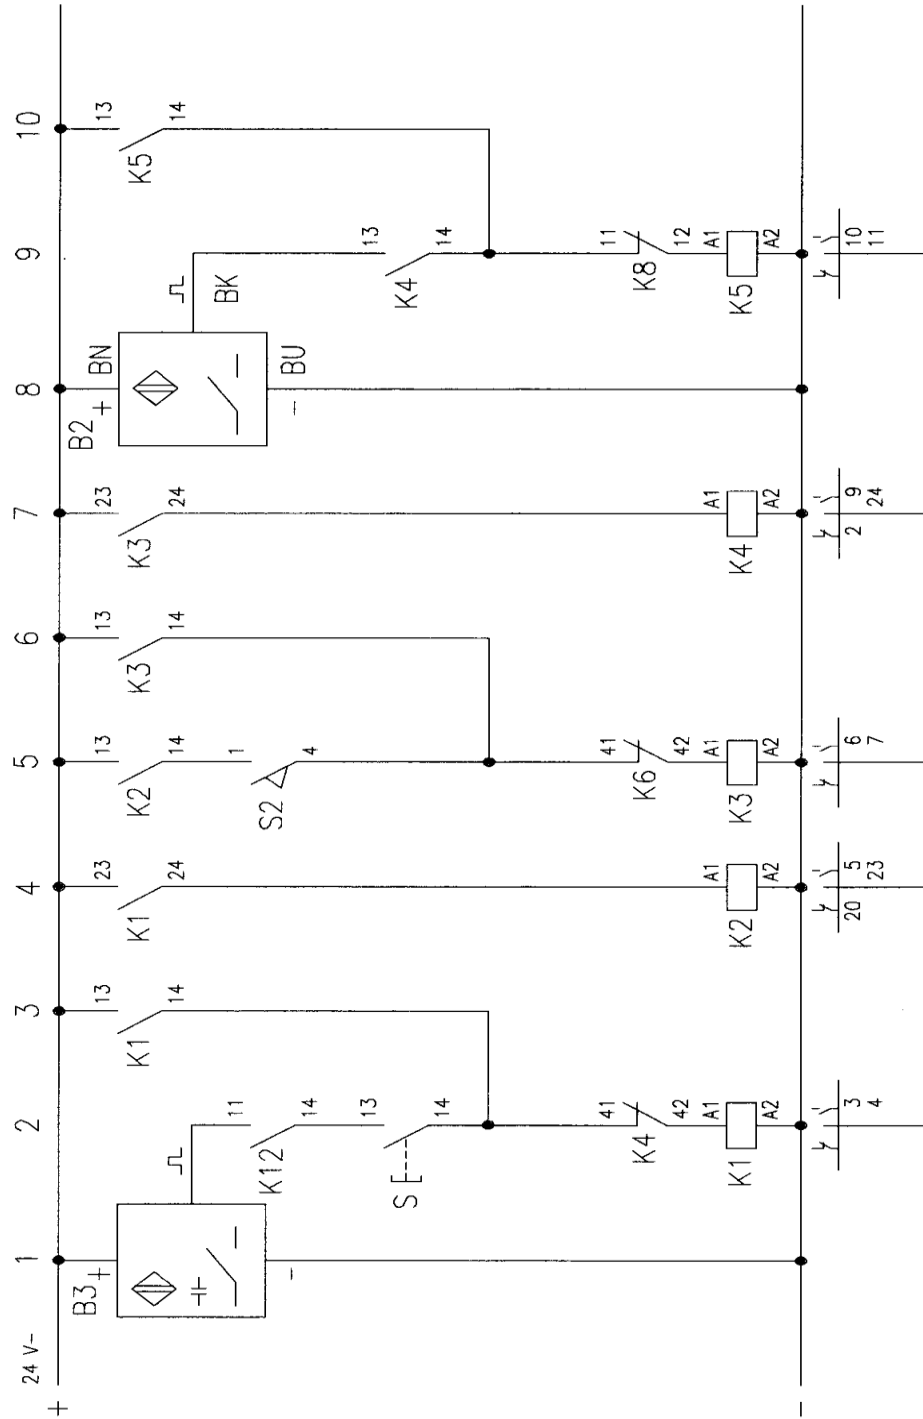 24 V-
1 2 3 4 5 6 7 8 9 10
+
B3 +
-
K12 11 14
S 13 14
K4 41 42
K1 A1 A2
3
4
K1 13 14
K1 23 24
K2 A1 A2
20 5
23
K2 13 14
S2 1 4
K6 41 42
K3 A1 A2
6
7
K3 13 14
K3 23 24
K4 A1 A2
2 9
24
B2 + BN
- BU
BK
K4 13 14
K8 11 12
K5 A1 A2
10
11
K5 13 14
-